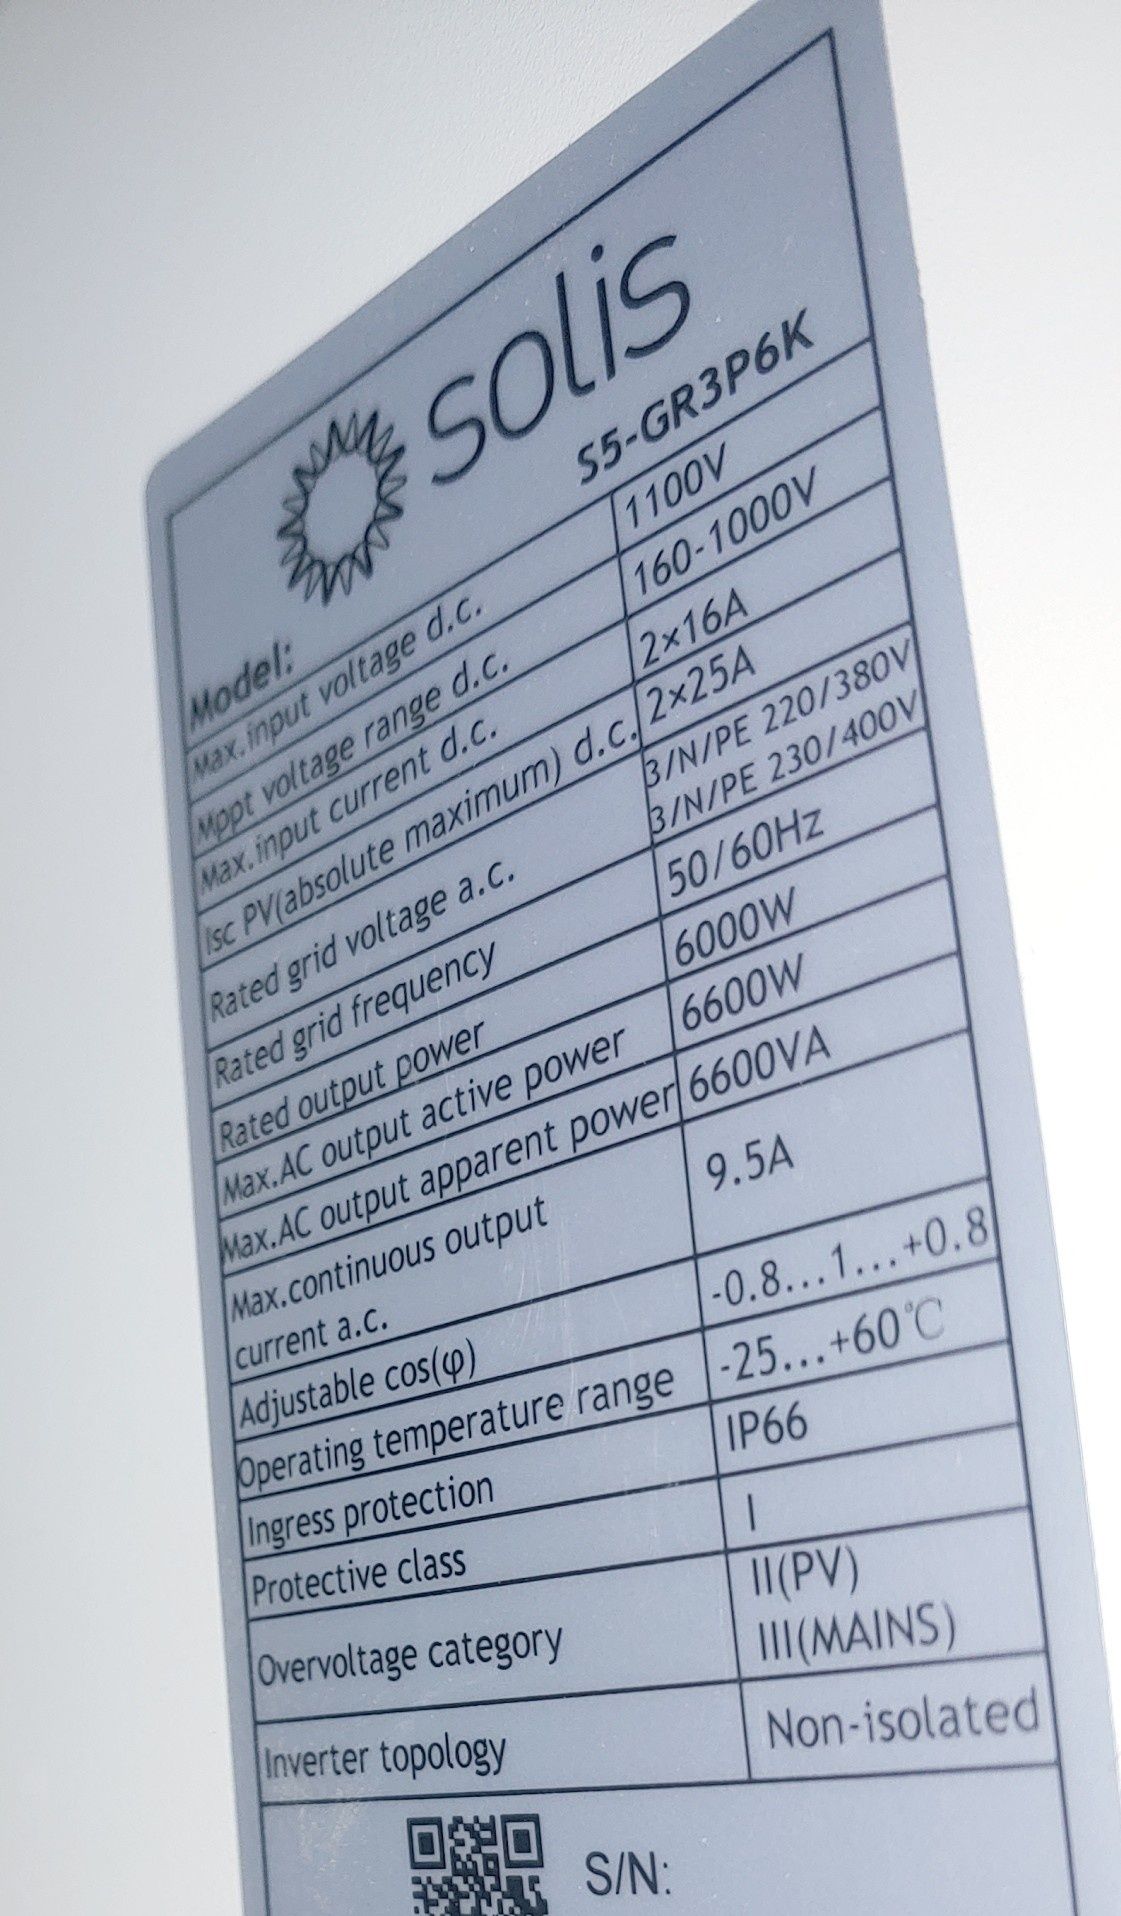 solis
Model: S5-GR3P6K
Max.input voltage d.c. 1100V
Mppt voltage range d.c. 160-1000V
Max.input current d.c. 2×16A
Isc PV(absolute maximum) d.c. 2×25A
Rated grid voltage a.c. 3/N/PE 220/380V
3/N/PE 230/400V
Rated grid frequency 50/60Hz
Rated output power 6000W
Max.AC output active power 6600W
Max.AC output apparent power 6600VA
Max.continuous output
current a.c. 9.5A
Adjustable cos(φ) -0.8...1...+0.8
Operating temperature range -25...+60℃
Ingress protection IP66
Protective class I
Overvoltage category II(PV)
III(MAINS)
Inverter topology Non-isolated
S/N: